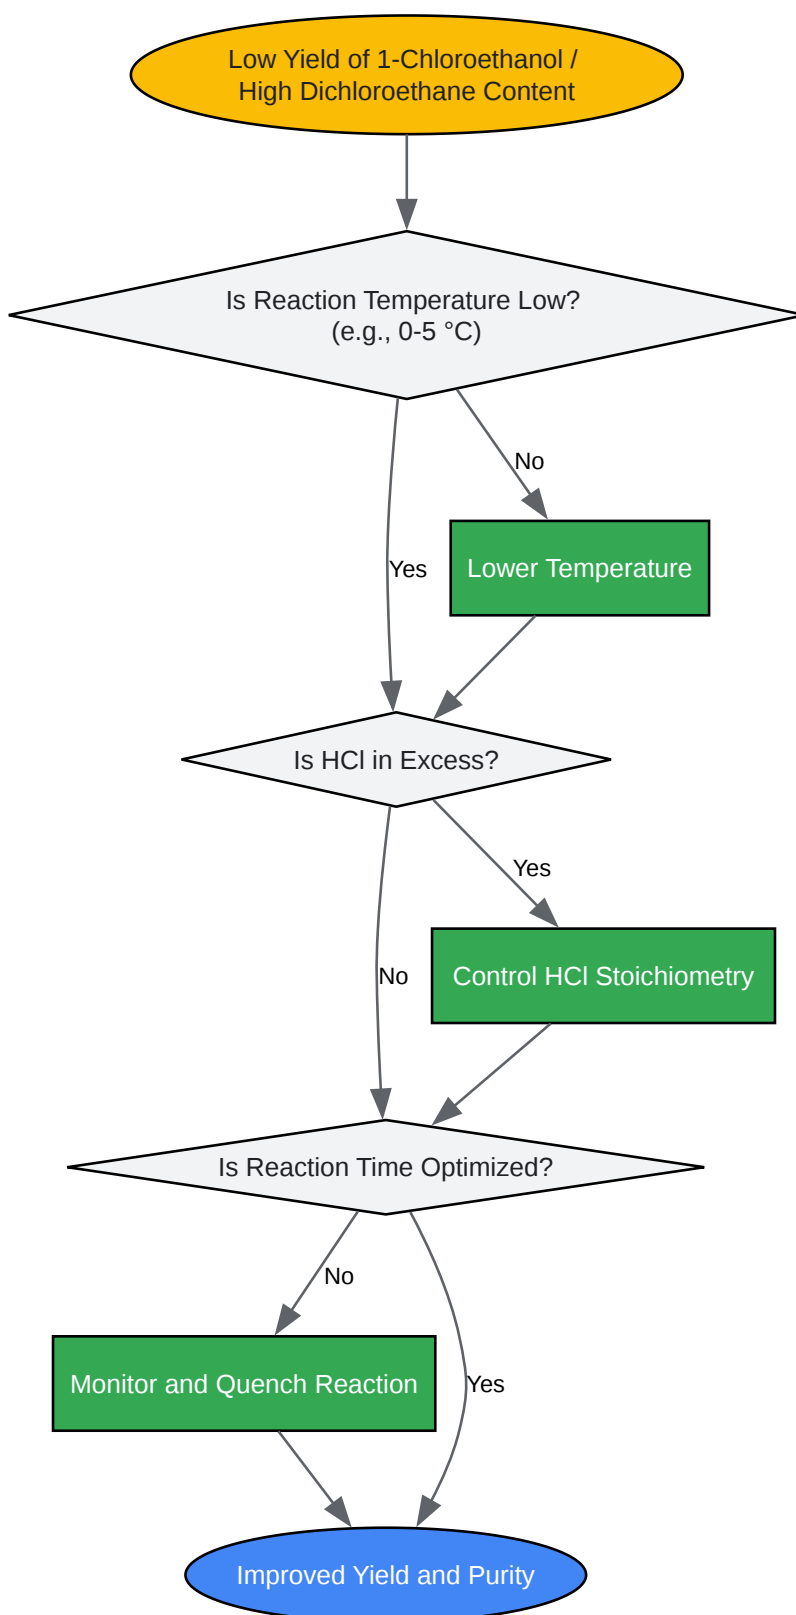 Low Yield of 1-Chloroethanol /
High Dichloroethane Content
Is Reaction Temperature Low?
(e.g., 0-5 °C)
No
Yes
Lower Temperature
Is HCl in Excess?
Yes
No
Control HCl Stoichiometry
Is Reaction Time Optimized?
No
Monitor and Quench Reaction
Yes
Improved Yield and Purity